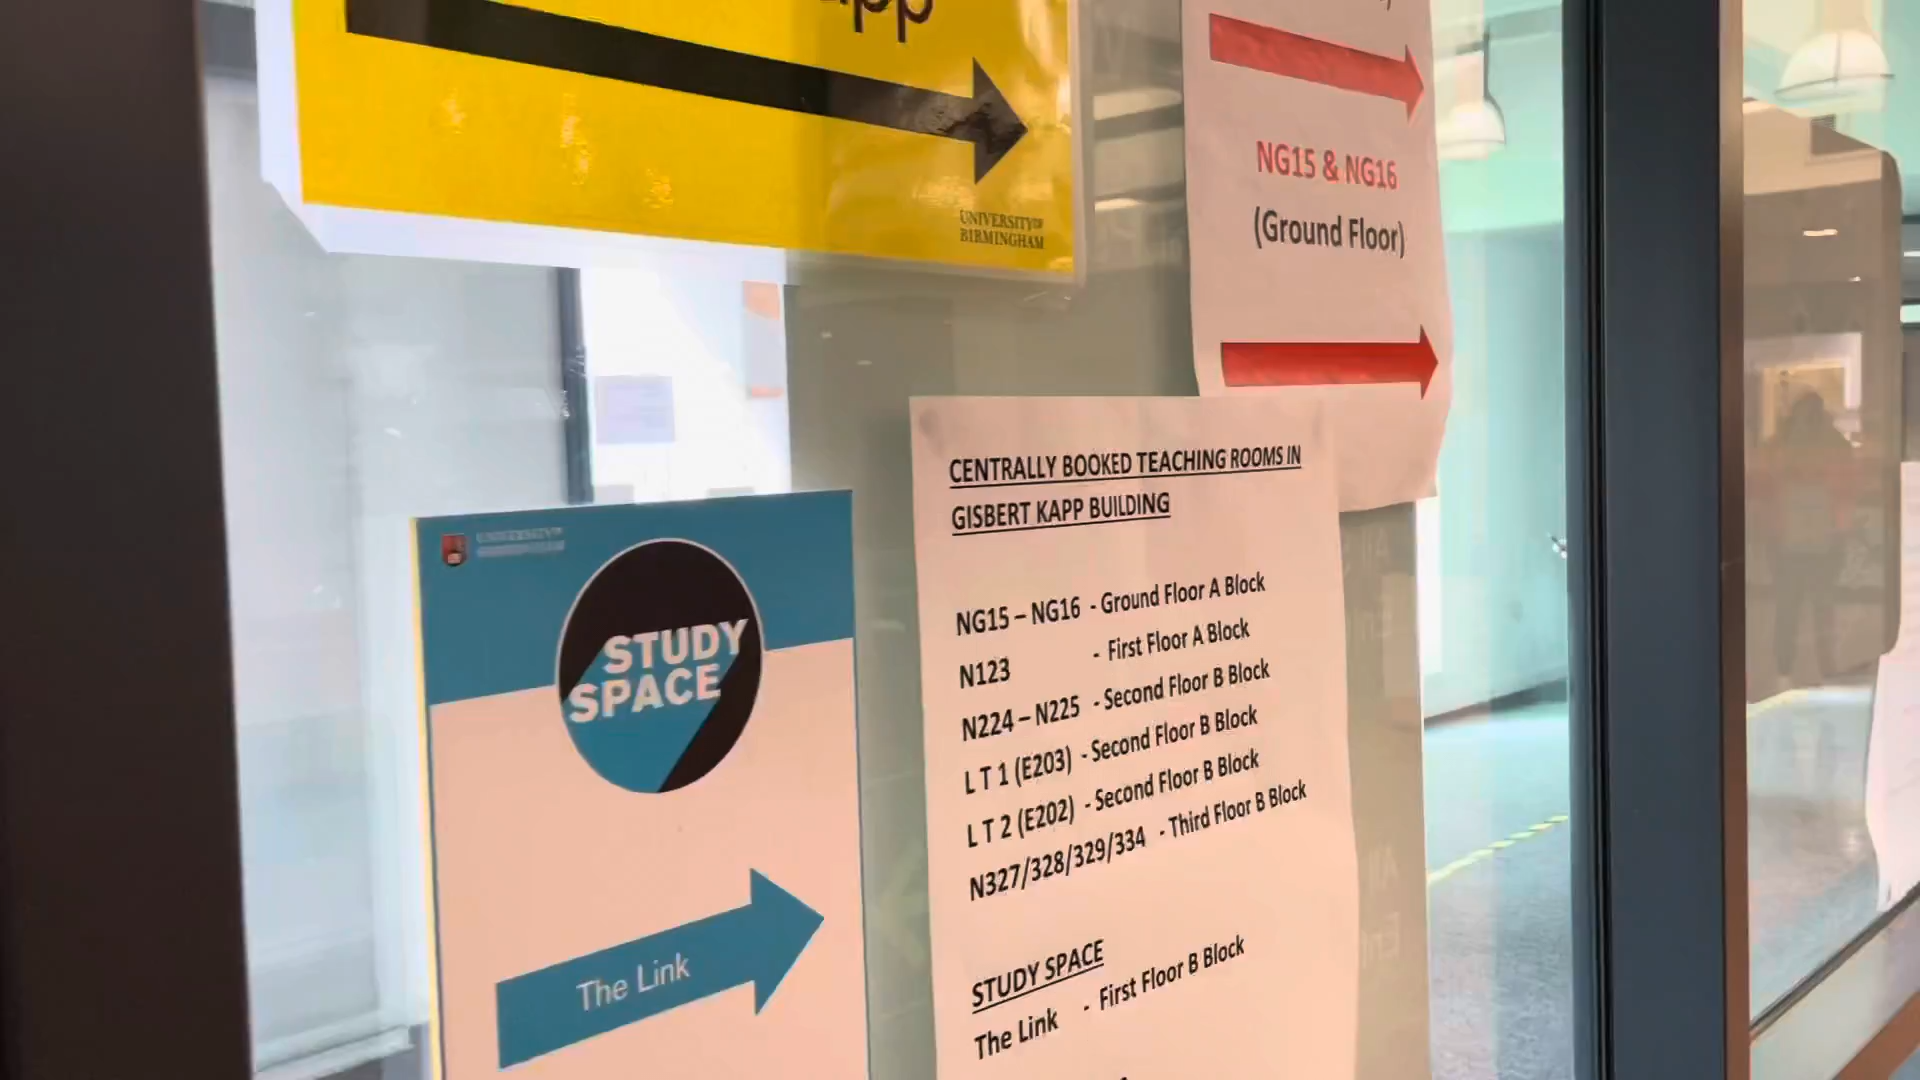 UNIVERSITY OF
BIRMINGHAM
NG15 & NG16
(Ground Floor)
CENTRALLY BOOKED TEACHING ROOMS IN
GISBERT KAPP BUILDING
NG15 – NG16 - Ground Floor A Block
N123 - First Floor A Block
N224 – N225 - Second Floor B Block
L T 1 (E203) - Second Floor B Block
L T 2 (E202) - Second Floor B Block
N327/328/329/334 - Third Floor B Block
STUDY SPACE
The Link - First Floor B Block
UNIVERSITY OF
STUDY
SPACE
The Link